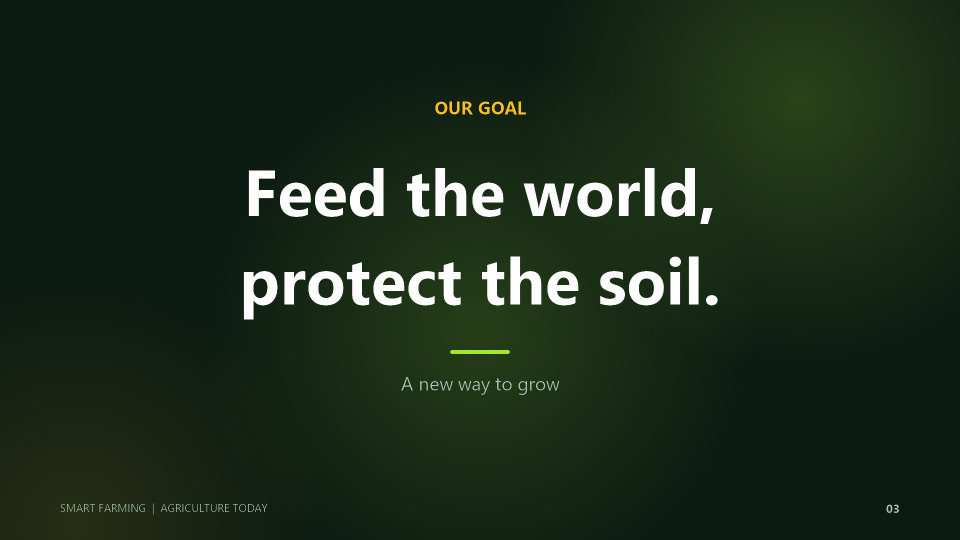 OUR GOAL
Feed the world,
protect the soil.
A new way to grow
SMART FARMING | AGRICULTURE TODAY
03